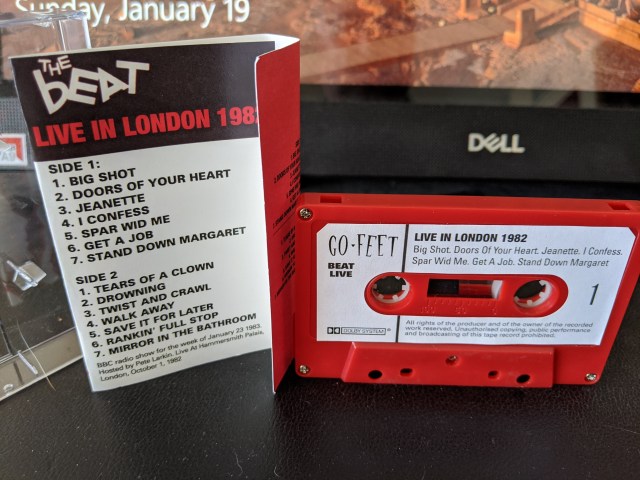 Sunday, January 19
THE
BEAT
LIVE IN LONDON 198
SIDE 1:
1. BIG SHOT
2. DOORS OF YOUR HEART
3. JEANETTE
4. I CONFESS
5. SPAR WID ME
6. GET A JOB
7. STAND DOWN MARGARET
SIDE 2
1. TEARS OF A CLOWN
2. DROWNING
3. TWIST AND CRAWL
4. WALK AWAY
5. SAVE IT FOR LATER
6. RANKIN' FULL STOP
7. MIRROR IN THE BATHROOM
BBC radio show for the week of January 23 1983.
Hosted by Pete Larkin. Live At Hammersmith Palais,
London, October 1, 1982
DELL
GO·FEET
BEAT
LIVE
LIVE IN LONDON 1982
Big Shot. Doors Of Your Heart. Jeanette. I Confess.
Spar Wid Me. Get A Job. Stand Down Margaret
1
DOLBY SYSTEM
All rights of the producer and of the owner of the recorded
work reserved. Unauthorised copying, public performance
and broadcasting of this tape record prohibited.